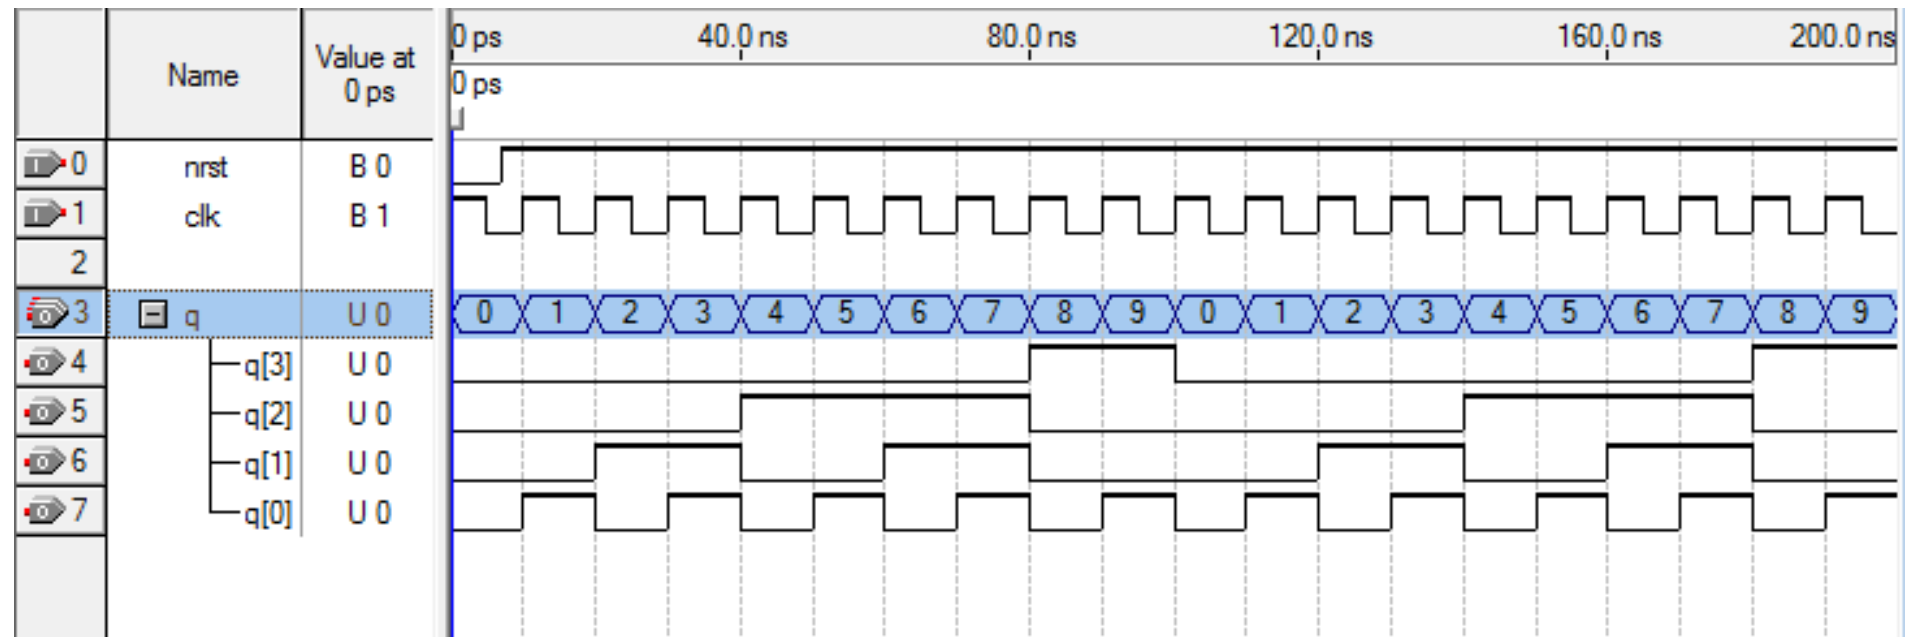 Name Value at 0 ps 0 ps 40.0 ns 80.0 ns 120.0 ns 160.0 ns 200.0 ns
0 ps
0 nrst B 0
1 clk B 1
2
3 q U 0 0 1 2 3 4 5 6 7 8 9 0 1 2 3 4 5 6 7 8 9
4 q[3] U 0
5 q[2] U 0
6 q[1] U 0
7 q[0] U 0